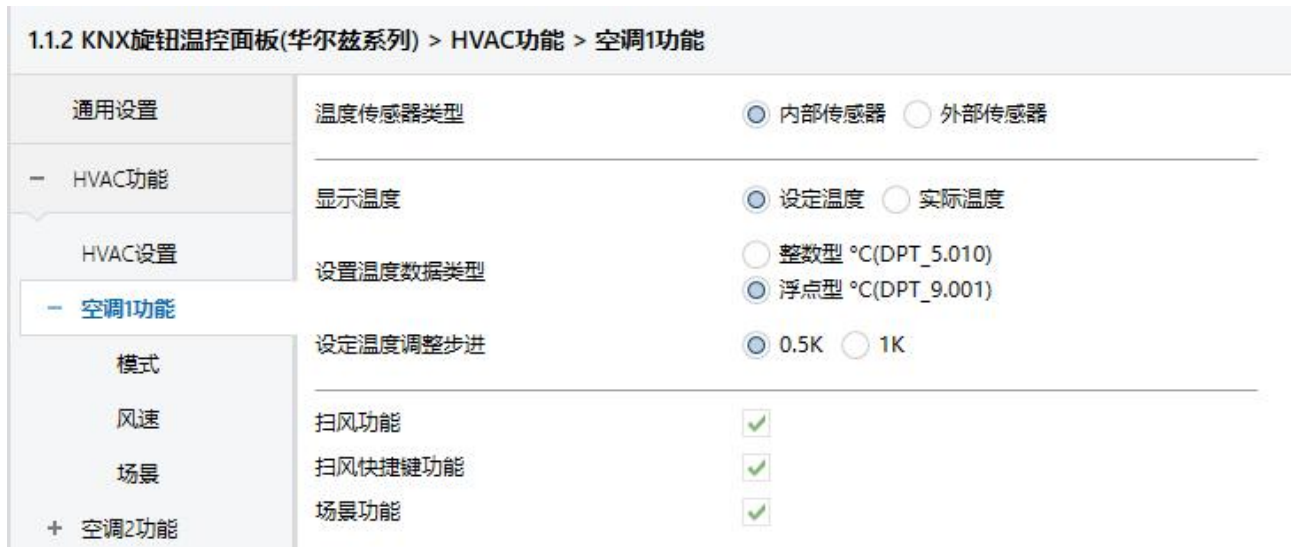 1.1.2 KNX旋钮温控面板(华尔兹系列) > HVAC功能 > 空调1功能
通用设置
− HVAC功能
HVAC设置
− 空调1功能
模式
风速
场景
+ 空调2功能
温度传感器类型 内部传感器 外部传感器
显示温度 设定温度 实际温度
设置温度数据类型 整数型 °C(DPT_5.010)
浮点型 °C(DPT_9.001)
设定温度调整步进 0.5K 1K
扫风功能
扫风快捷键功能
场景功能